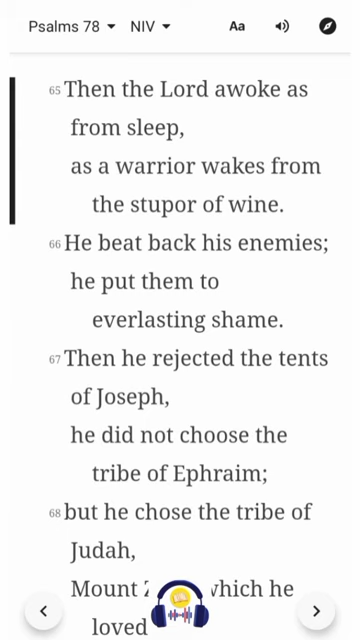 Psalms 78 NIV Aa
65 Then the Lord awoke as
from sleep,
as a warrior wakes from
the stupor of wine.
66 He beat back his enemies;
he put them to
everlasting shame.
67 Then he rejected the tents
of Joseph,
he did not choose the
tribe of Ephraim;
68 but he chose the tribe of
Judah,
Mount which he
loved